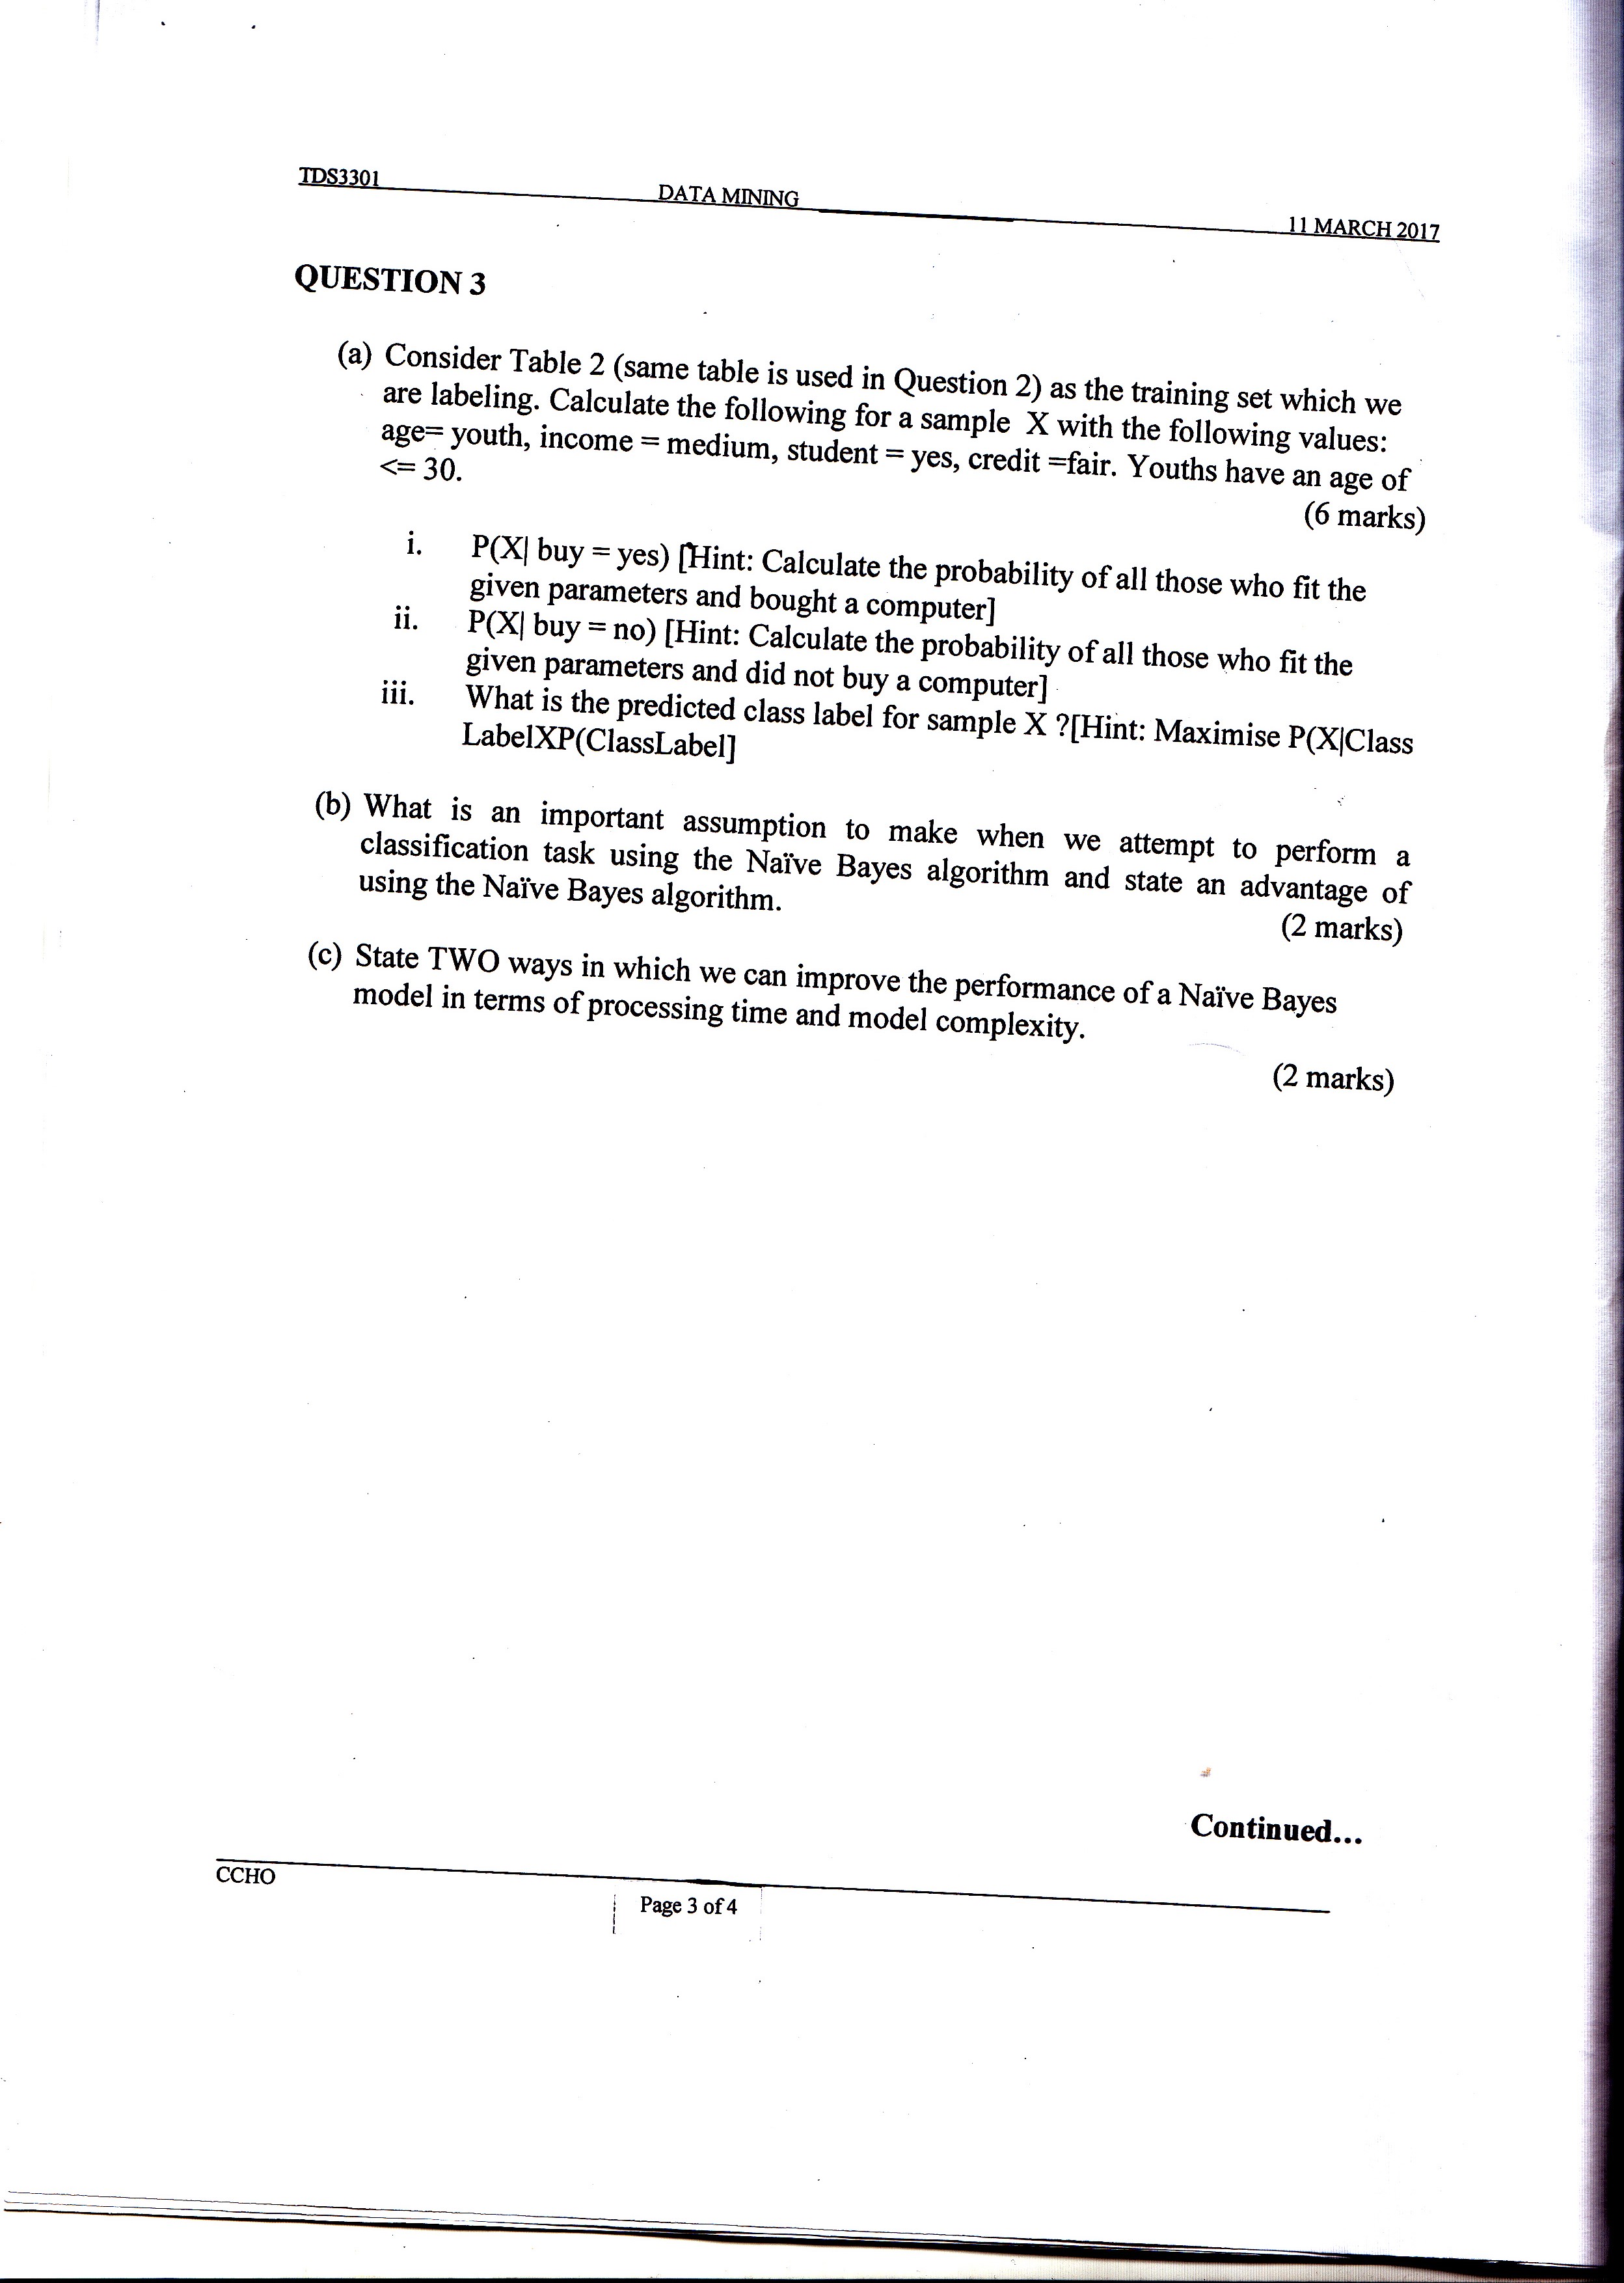 TDS3301 DATA MINING 11 MARCH 2017
QUESTION 3
(a) Consider Table 2 (same table is used in Question 2) as the training set which we
are labeling. Calculate the following for a sample X with the following values:
age= youth, income = medium, student = yes, credit =fair. Youths have an age of
<= 30.
(6 marks)
i. P(X| buy = yes) [Hint: Calculate the probability of all those who fit the
given parameters and bought a computer]
ii. P(X| buy = no) [Hint: Calculate the probability of all those who fit the
given parameters and did not buy a computer]
iii. What is the predicted class label for sample X ?[Hint: Maximise P(X|Class
LabelXP(ClassLabel]
(b) What is an important assumption to make when we attempt to perform a
classification task using the Naïve Bayes algorithm and state an advantage of
using the Naïve Bayes algorithm.
(2 marks)
(c) State TWO ways in which we can improve the performance of a Naïve Bayes
model in terms of processing time and model complexity.
(2 marks)
Continued...
CCHO
Page 3 of 4